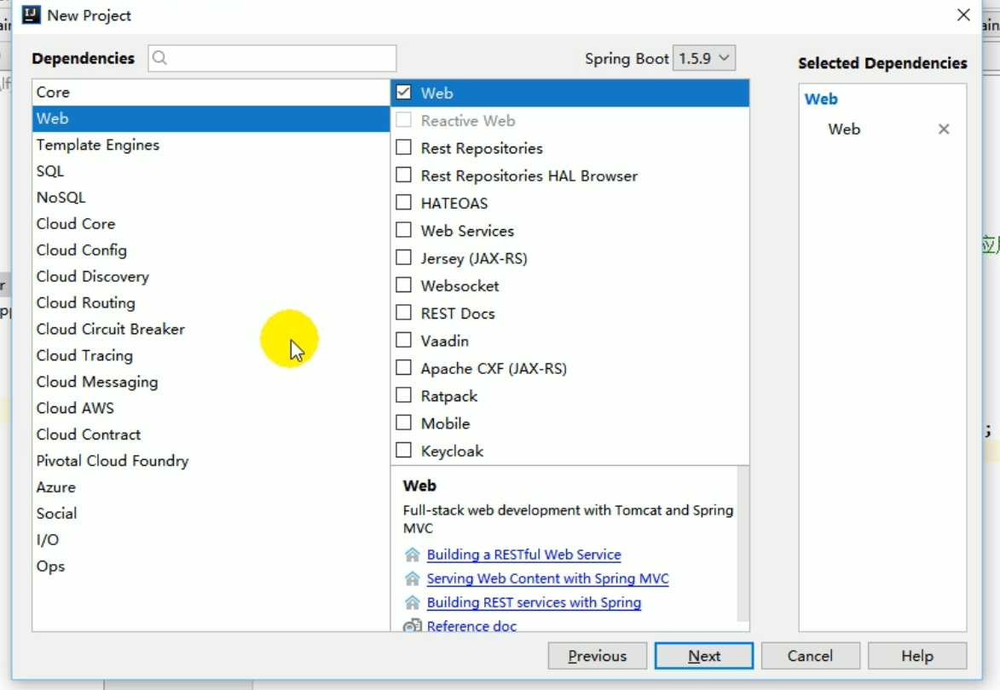 New Project
Dependencies
Spring Boot 1.5.9
Selected Dependencies
Core
Web
Template Engines
SQL
NoSQL
Cloud Core
Cloud Config
Cloud Discovery
Cloud Routing
Cloud Circuit Breaker
Cloud Tracing
Cloud Messaging
Cloud AWS
Cloud Contract
Pivotal Cloud Foundry
Azure
Social
I/O
Ops
Web
Reactive Web
Rest Repositories
Rest Repositories HAL Browser
HATEOAS
Web Services
Jersey (JAX-RS)
Websocket
REST Docs
Vaadin
Apache CXF (JAX-RS)
Ratpack
Mobile
Keycloak
Web
Full-stack web development with Tomcat and Spring
MVC
Building a RESTful Web Service
Serving Web Content with Spring MVC
Building REST services with Spring
Reference doc
Web
Web
Previous
Next
Cancel
Help